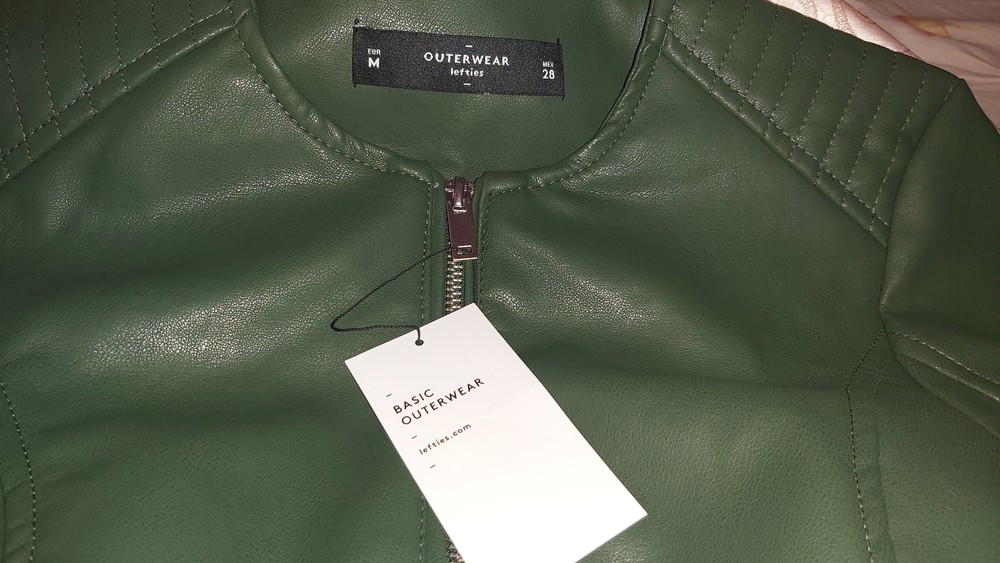 EUR
M
OUTERWEAR
lefties
MEX
28
BASIC
OUTERWEAR
lefties.com